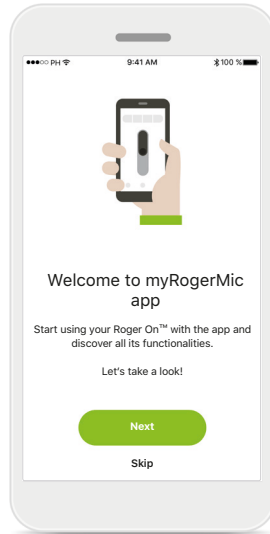 ●●●○○ PH 9:41 AM 100 %
Welcome to myRogerMic
app
Start using your Roger On™ with the app and
discover all its functionalities.
Let's take a look!
Next
Skip